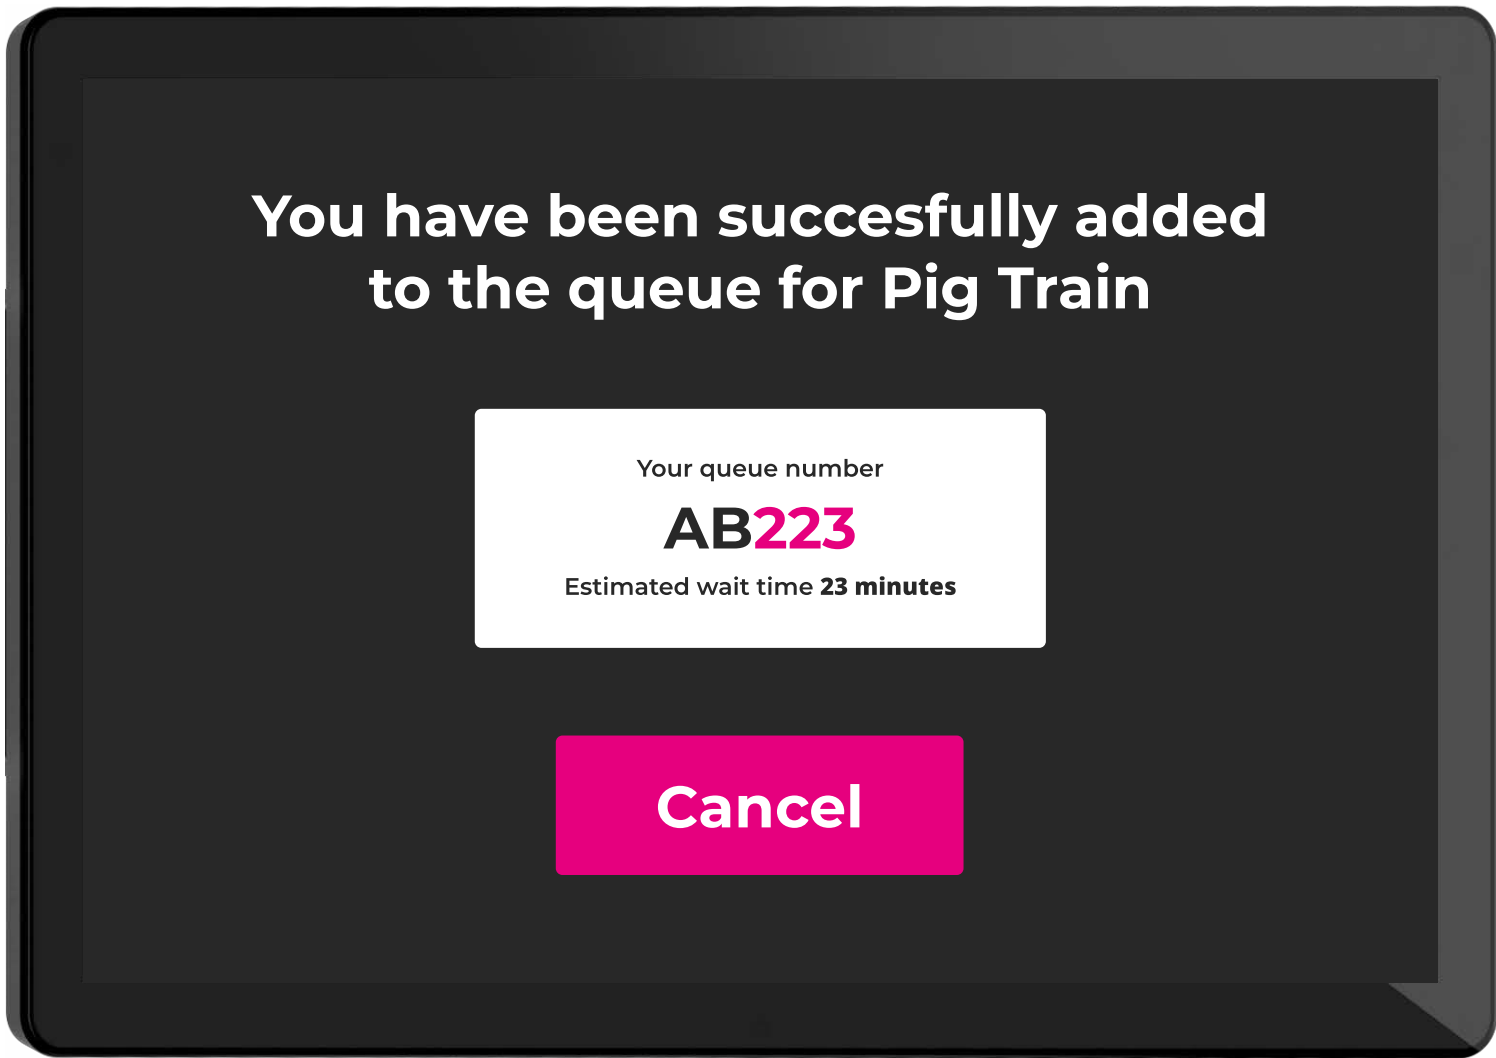 You have been succesfully added
to the queue for Pig Train
Your queue number
AB223
Estimated wait time 23 minutes
Cancel